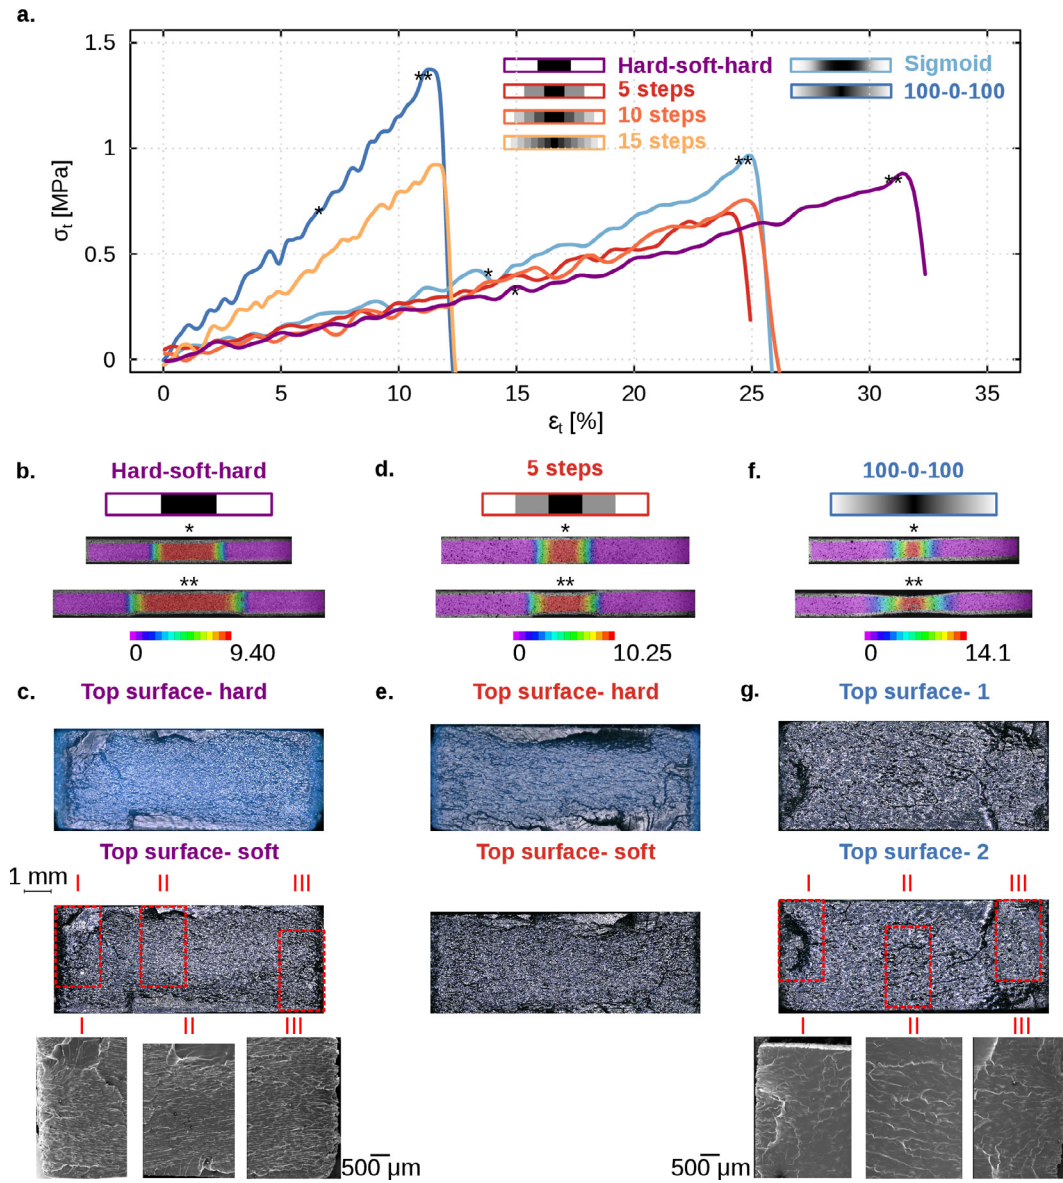 a.
1.5
1
0.5
0
σt [MPa]
Hard-soft-hard
5 steps
10 steps
15 steps
Sigmoid
100-0-100
**
*
**
*
**
*
0 5 10 15 20 25 30 35
εt [%]
b.
Hard-soft-hard
*
**
0 9.40
d.
5 steps
*
**
0 10.25
f.
100-0-100
*
**
0 14.1
c.
Top surface- hard
Top surface- soft
1 mm
I II III
I II III
500 µm
e.
Top surface- hard
Top surface- soft
g.
Top surface- 1
Top surface- 2
I II III
I II III
500 µm